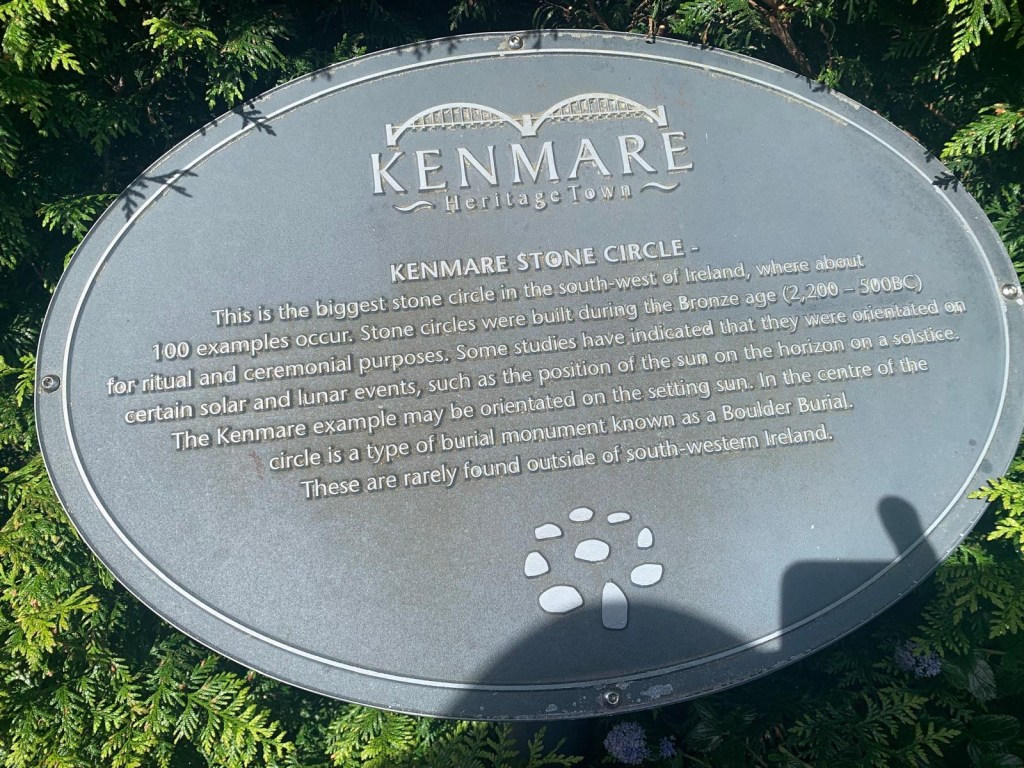 KENMARE
~ Heritage Town ~
KENMARE STONE CIRCLE -
This is the biggest stone circle in the south-west of Ireland, where about
100 examples occur. Stone circles were built during the Bronze age (2,200 – 500BC)
for ritual and ceremonial purposes. Some studies have indicated that they were orientated on
certain solar and lunar events, such as the position of the sun on the horizon on a solstice.
The Kenmare example may be orientated on the setting sun. In the centre of the
circle is a type of burial monument known as a Boulder Burial.
These are rarely found outside of south-western Ireland.